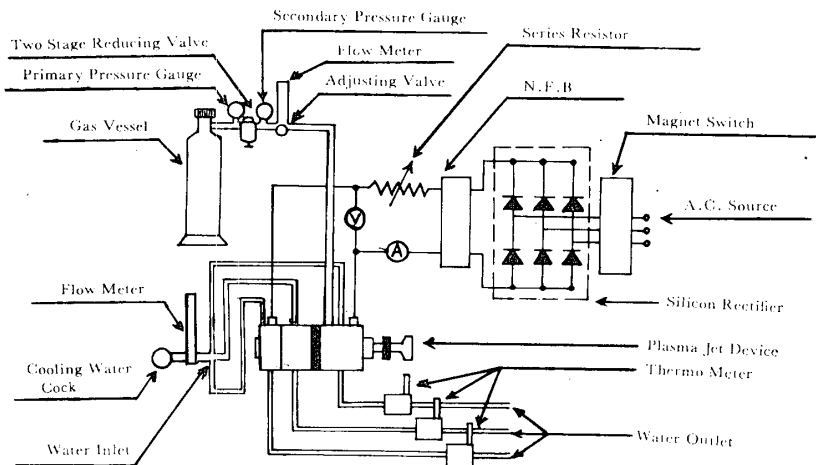 Secondary Pressure Gauge
Two Stage Reducing Valve
Flow Meter
Primary Pressure Gauge
Adjusting Valve
Gas Vessel
Series Resistor
N.F.B
Magnet Switch
A.C. Source
V
A
Silicon Rectifier
Flow Meter
Cooling Water
Cock
Water Inlet
Plasma Jet Device
Thermo Meter
Water Outlet